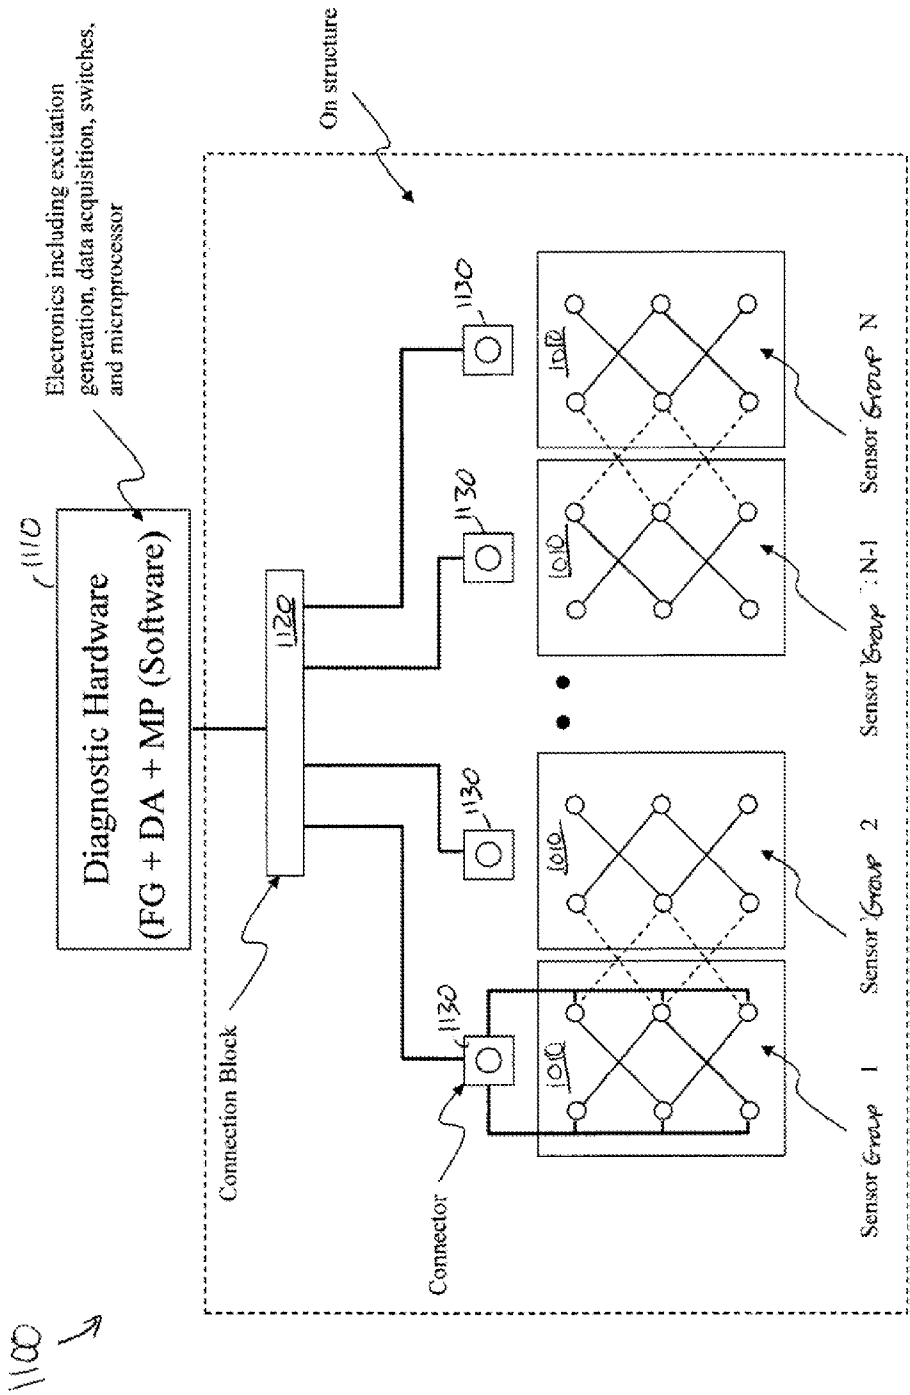 1100
1110
Diagnostic Hardware
(FG + DA + MP (Software)
Electronics including excitation
generation, data acquisition, switches,
and microprocessor
On structure
Connection Block
1120
Connector
1130
1130
1130
1130
1010
1010
1010
1010
Sensor Group 1
Sensor Group 2
Sensor Group N-1
Sensor Group N